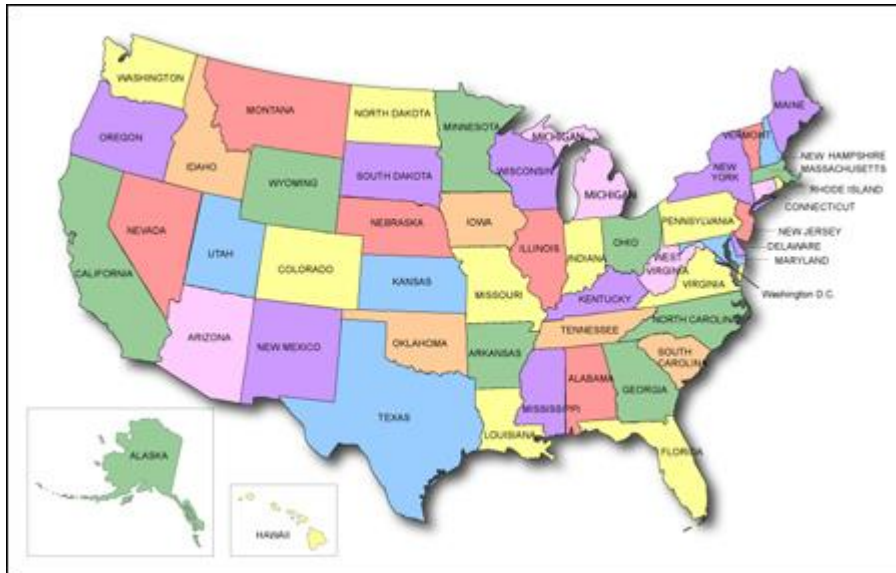 WASHINGTON
MONTANA
NORTH DAKOTA
MINNESOTA
MICHIGAN
MAINE
VERMONT
OREGON
IDAHO
WYOMING
SOUTH DAKOTA
WISCONSIN
MICHIGAN
NEW
YORK
NEW HAMPSHIRE
MASSACHUSETTS
RHODE ISLAND
CONNECTICUT
NEVADA
UTAH
NEBRASKA
IOWA
ILLINOIS
INDIANA
OHIO
PENNSYLVANIA
NEW JERSEY
DELAWARE
MARYLAND
Washington D.C.
CALIFORNIA
COLORADO
KANSAS
MISSOURI
KENTUCKY
WEST
VIRGINIA
VIRGINIA
ARIZONA
NEW MEXICO
OKLAHOMA
ARKANSAS
TENNESSEE
NORTH CAROLINA
SOUTH
CAROLINA
TEXAS
LOUISIANA
MISSISSIPPI
ALABAMA
GEORGIA
FLORIDA
ALASKA
HAWAII